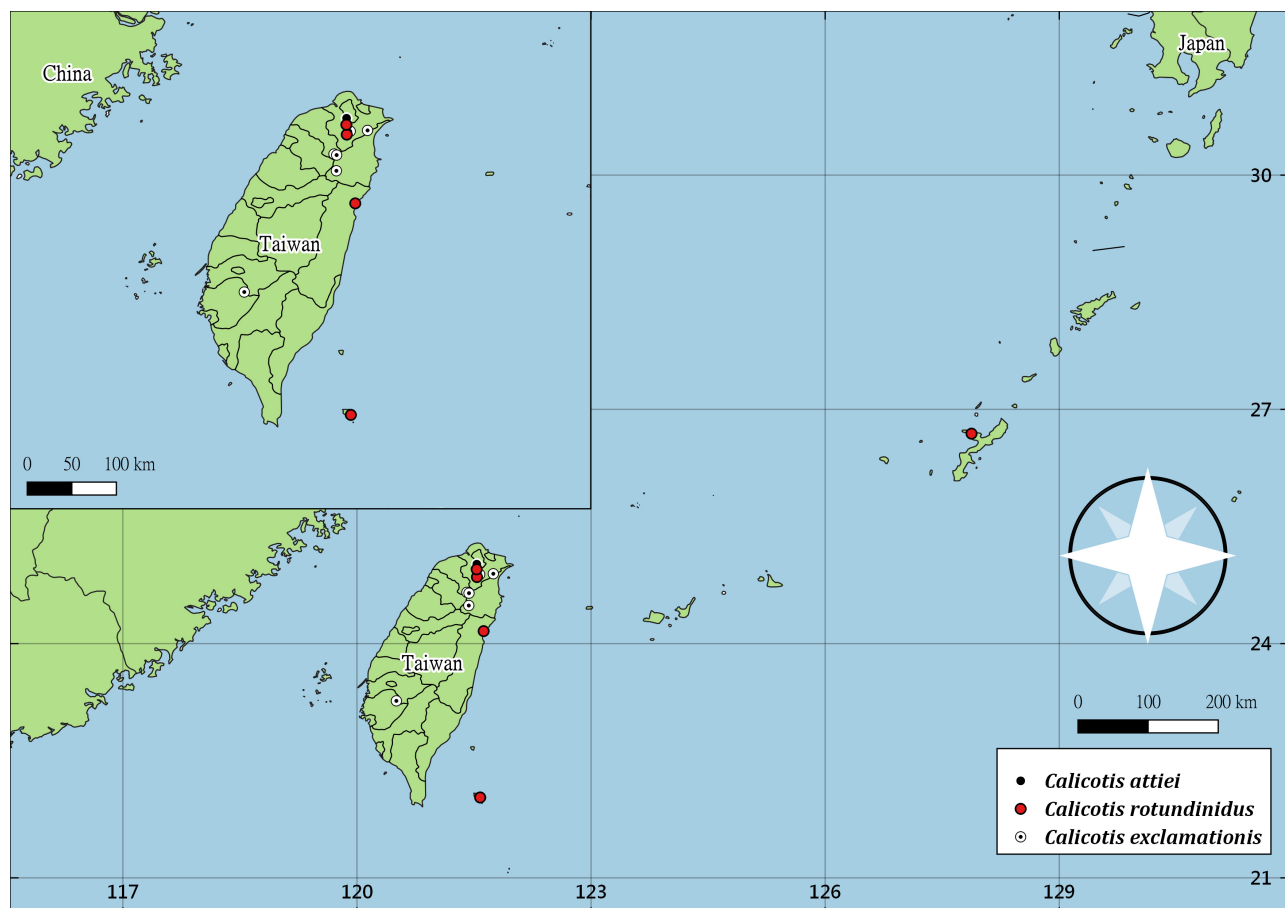 China
Japan
30
Taiwan
27
0 50 100 km
Taiwan
24
0 100 200 km
Calicotis attiei
Calicotis rotundinidus
Calicotis exclamationis
21
117 120 123 126 129